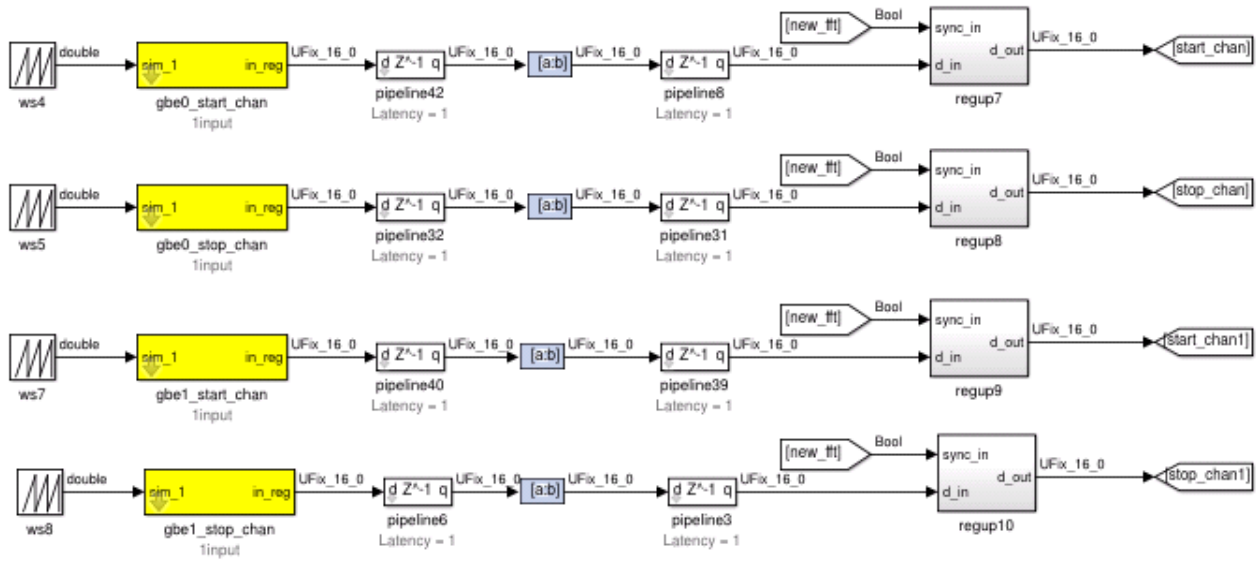 [new_fft] Bool
sync_in
double UFix_16_0 UFix_16_0 UFix_16_0 UFix_16_0 d_out UFix_16_0 [start_chan]
sim_1 in_reg d Z^-1 q [a:b] d Z^-1 q d_in
ws4 gbe0_start_chan pipeline42 pipeline8 regup7
1input Latency = 1 Latency = 1
[new_fft] Bool
sync_in
double UFix_16_0 UFix_16_0 UFix_16_0 UFix_16_0 d_out UFix_16_0 [stop_chan]
sim_1 in_reg d Z^-1 q [a:b] d Z^-1 q d_in
ws5 gbe0_stop_chan pipeline32 pipeline31 regup8
1input Latency = 1 Latency = 1
[new_fft] Bool
sync_in
double UFix_16_0 UFix_16_0 UFix_16_0 UFix_16_0 d_out UFix_16_0 [start_chan1]
sim_1 in_reg d Z^-1 q [a:b] d Z^-1 q d_in
ws7 gbe1_start_chan pipeline40 pipeline39 regup9
1input Latency = 1 Latency = 1
[new_fft] Bool
sync_in
double UFix_16_0 UFix_16_0 UFix_16_0 UFix_16_0 d_out UFix_16_0 [stop_chan1]
sim_1 in_reg d Z^-1 q [a:b] d Z^-1 q d_in
ws8 gbe1_stop_chan pipeline6 pipeline3 regup10
1input Latency = 1 Latency = 1